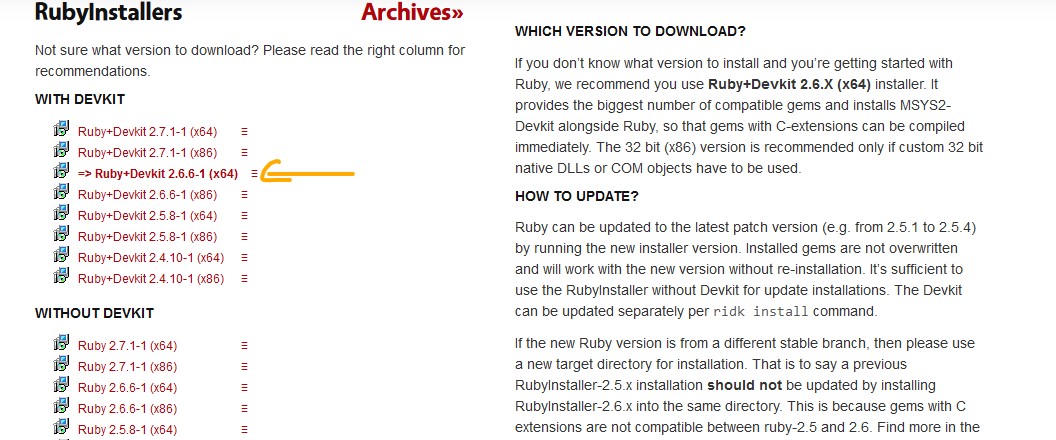 RubyInstallers
Archives»
Not sure what version to download? Please read the right column for
recommendations.
WITH DEVKIT
Ruby+Devkit 2.7.1-1 (x64)
Ruby+Devkit 2.7.1-1 (x86)
=> Ruby+Devkit 2.6.6-1 (x64)
Ruby+Devkit 2.6.6-1 (x86)
Ruby+Devkit 2.5.8-1 (x64)
Ruby+Devkit 2.5.8-1 (x86)
Ruby+Devkit 2.4.10-1 (x64)
Ruby+Devkit 2.4.10-1 (x86)
WITHOUT DEVKIT
Ruby 2.7.1-1 (x64)
Ruby 2.7.1-1 (x86)
Ruby 2.6.6-1 (x64)
Ruby 2.6.6-1 (x86)
Ruby 2.5.8-1 (x64)
WHICH VERSION TO DOWNLOAD?
If you don’t know what version to install and you’re getting started with
Ruby, we recommend you use Ruby+Devkit 2.6.X (x64) installer. It
provides the biggest number of compatible gems and installs MSYS2-
Devkit alongside Ruby, so that gems with C-extensions can be compiled
immediately. The 32 bit (x86) version is recommended only if custom 32 bit
native DLLs or COM objects have to be used.
HOW TO UPDATE?
Ruby can be updated to the latest patch version (e.g. from 2.5.1 to 2.5.4)
by running the new installer version. Installed gems are not overwritten
and will work with the new version without re-installation. It’s sufficient to
use the RubyInstaller without Devkit for update installations. The Devkit
can be updated separately per ridk install command.
If the new Ruby version is from a different stable branch, then please use
a new target directory for installation. That is to say a previous
RubyInstaller-2.5.x installation should not be updated by installing
RubyInstaller-2.6.x into the same directory. This is because gems with C
extensions are not compatible between ruby-2.5 and 2.6. Find more in the